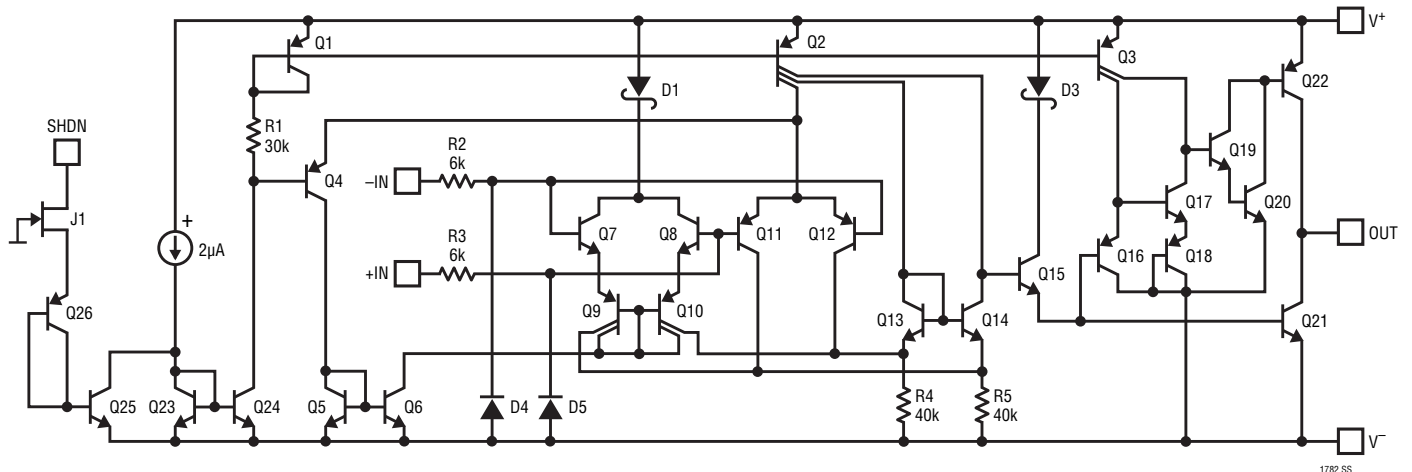 V+
Q1
Q2
Q3
Q22
D1
D3
SHDN
R1
30k
R2
6k
–IN
Q4
Q19
J1
Q17
Q20
+
2µA
Q7
Q8
Q11
Q12
OUT
R3
6k
+IN
Q16
Q18
Q15
Q26
Q9
Q10
Q13
Q14
Q21
Q25
Q23
Q24
Q5
Q6
D4
D5
R4
40k
R5
40k
V–
1782 SS